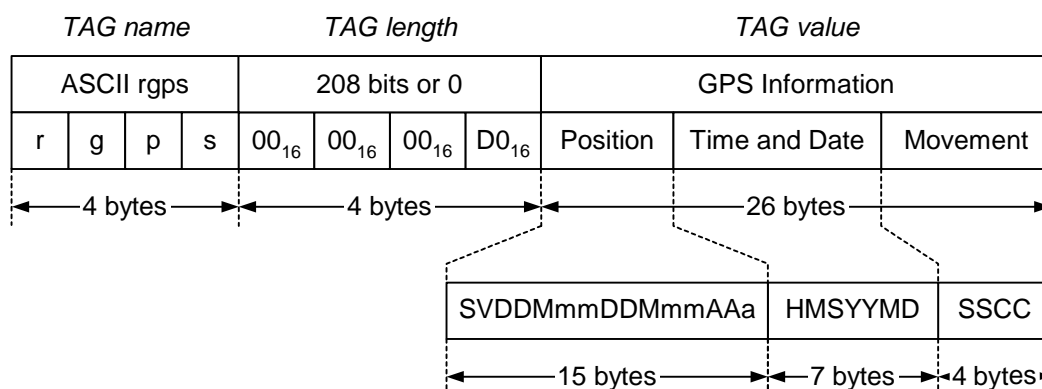 TAG name TAG length TAG value
ASCII rgps 208 bits or 0 GPS Information
r g p s 00₁₆ 00₁₆ 00₁₆ D0₁₆ Position Time and Date Movement
4 bytes 4 bytes 26 bytes
SVDDMmmDDMmmAAa HMSYYMD SSCC
15 bytes 7 bytes 4 bytes